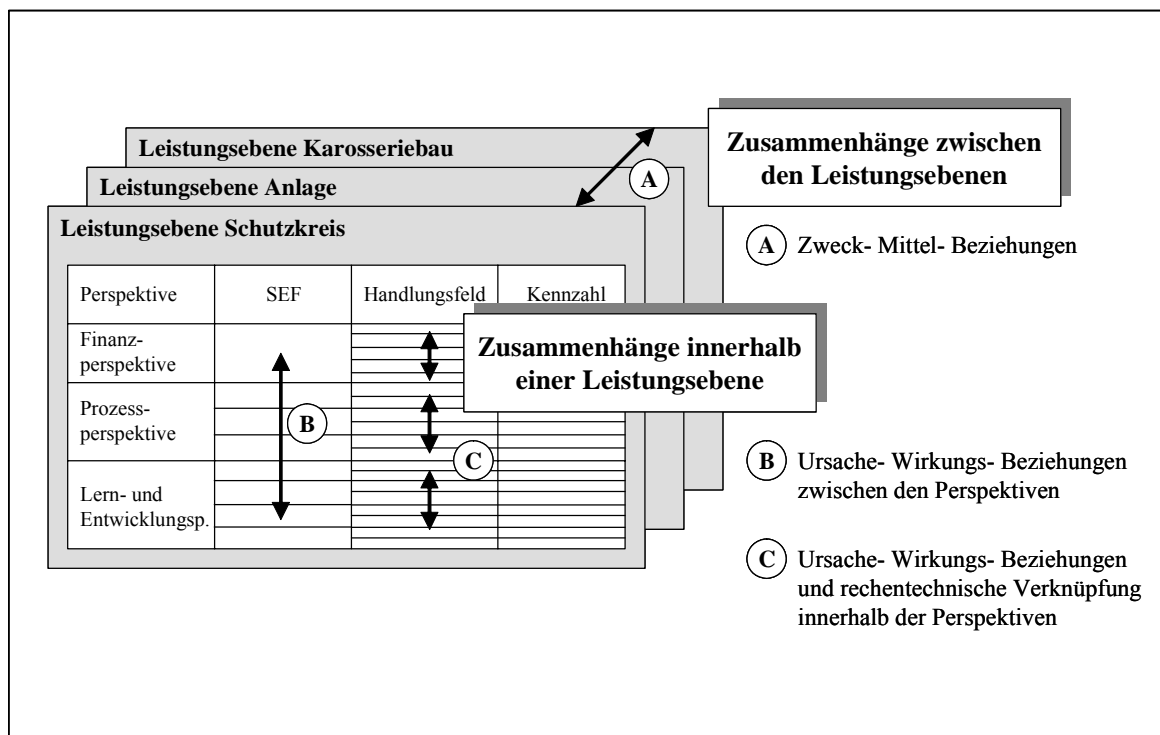 Leistungsebene Karosseriebau
Leistungsebene Anlage
Leistungsebene Schutzkreis
A
Zusammenhänge zwischen
den Leistungsebenen
A Zweck- Mittel- Beziehungen
Perspektive SEF Handlungsfeld Kennzahl
Finanz-
perspektive
Prozess-
perspektive
Lern- und
Entwicklungsp.
B
C
Zusammenhänge innerhalb
einer Leistungsebene
B Ursache- Wirkungs- Beziehungen
zwischen den Perspektiven
C Ursache- Wirkungs- Beziehungen
und rechentechnische Verknüpfung
innerhalb der Perspektiven